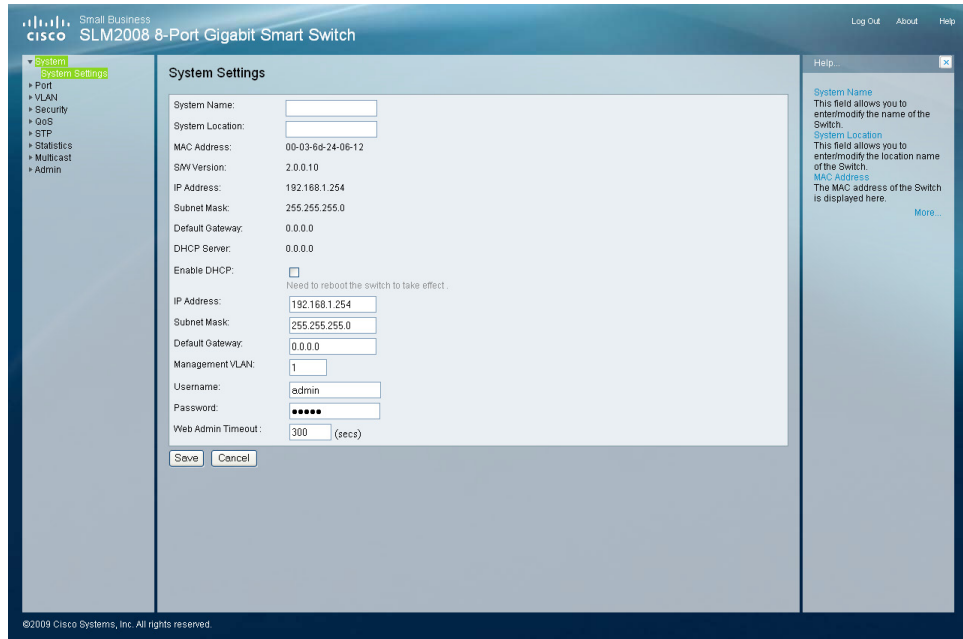 Small Business
CISCO SLM2008 8-Port Gigabit Smart Switch
Log Out About Help
System
System Settings
Port
VLAN
Security
QoS
STP
Statistics
Multicast
Admin
System Settings
System Name:
System Location:
MAC Address: 00-03-6d-24-06-12
S/W Version: 2.0.0.10
IP Address: 192.168.1.254
Subnet Mask: 255.255.255.0
Default Gateway: 0.0.0.0
DHCP Server: 0.0.0.0
Enable DHCP:
Need to reboot the switch to take effect .
IP Address: 192.168.1.254
Subnet Mask: 255.255.255.0
Default Gateway: 0.0.0.0
Management VLAN: 1
Username: admin
Password: ●●●●●
Web Admin Timeout : 300 (secs)
Save Cancel
Help...
System Name
This field allows you to
enter/modify the name of the
Switch.
System Location
This field allows you to
enter/modify the location name
of the Switch.
MAC Address
The MAC address of the Switch
is displayed here.
More...
©2009 Cisco Systems, Inc. All rights reserved.